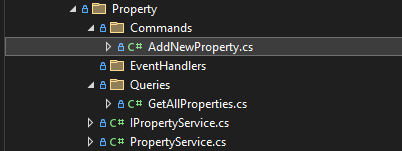 Property
Commands
C# AddNewProperty.cs
EventHandlers
Queries
C# GetAllProperties.cs
C# IPropertyService.cs
C# PropertyService.cs